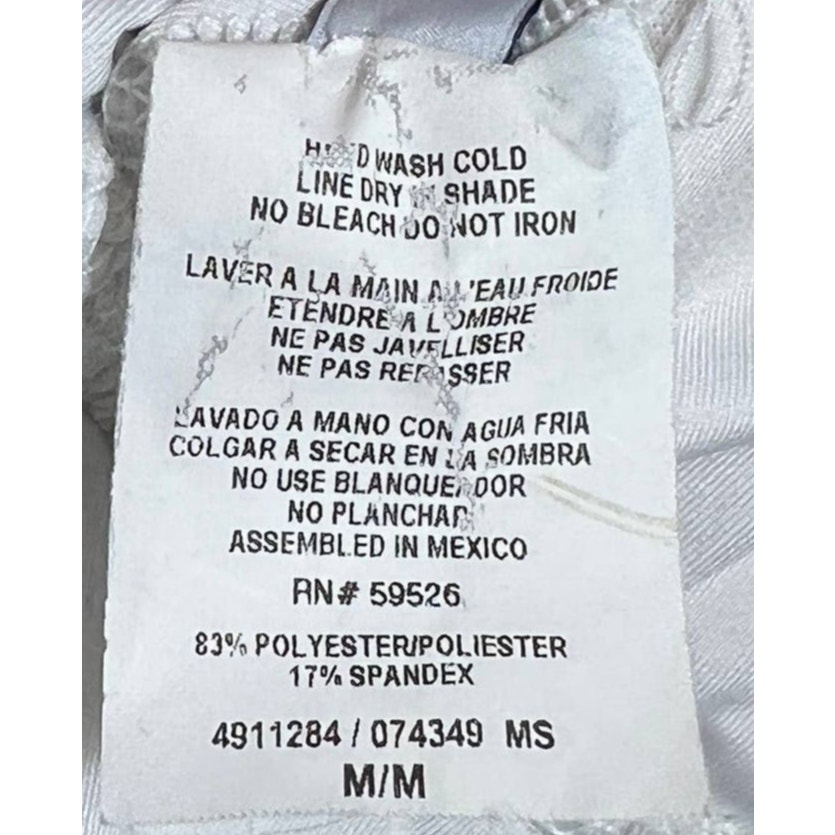 HAND WASH COLD
LINE DRY IN SHADE
NO BLEACH DO NOT IRON
LAVER A LA MAIN A L'EAU FROIDE
ETENDRE A L'OMBRE
NE PAS JAVELLISER
NE PAS REPASSER
LAVADO A MANO CON AGUA FRIA
COLGAR A SECAR EN LA SOMBRA
NO USE BLANQUEADOR
NO PLANCHAR
ASSEMBLED IN MEXICO
RN# 59526
83% POLYESTER/POLIESTER
17% SPANDEX
4911284 / 074349 MS
M/M